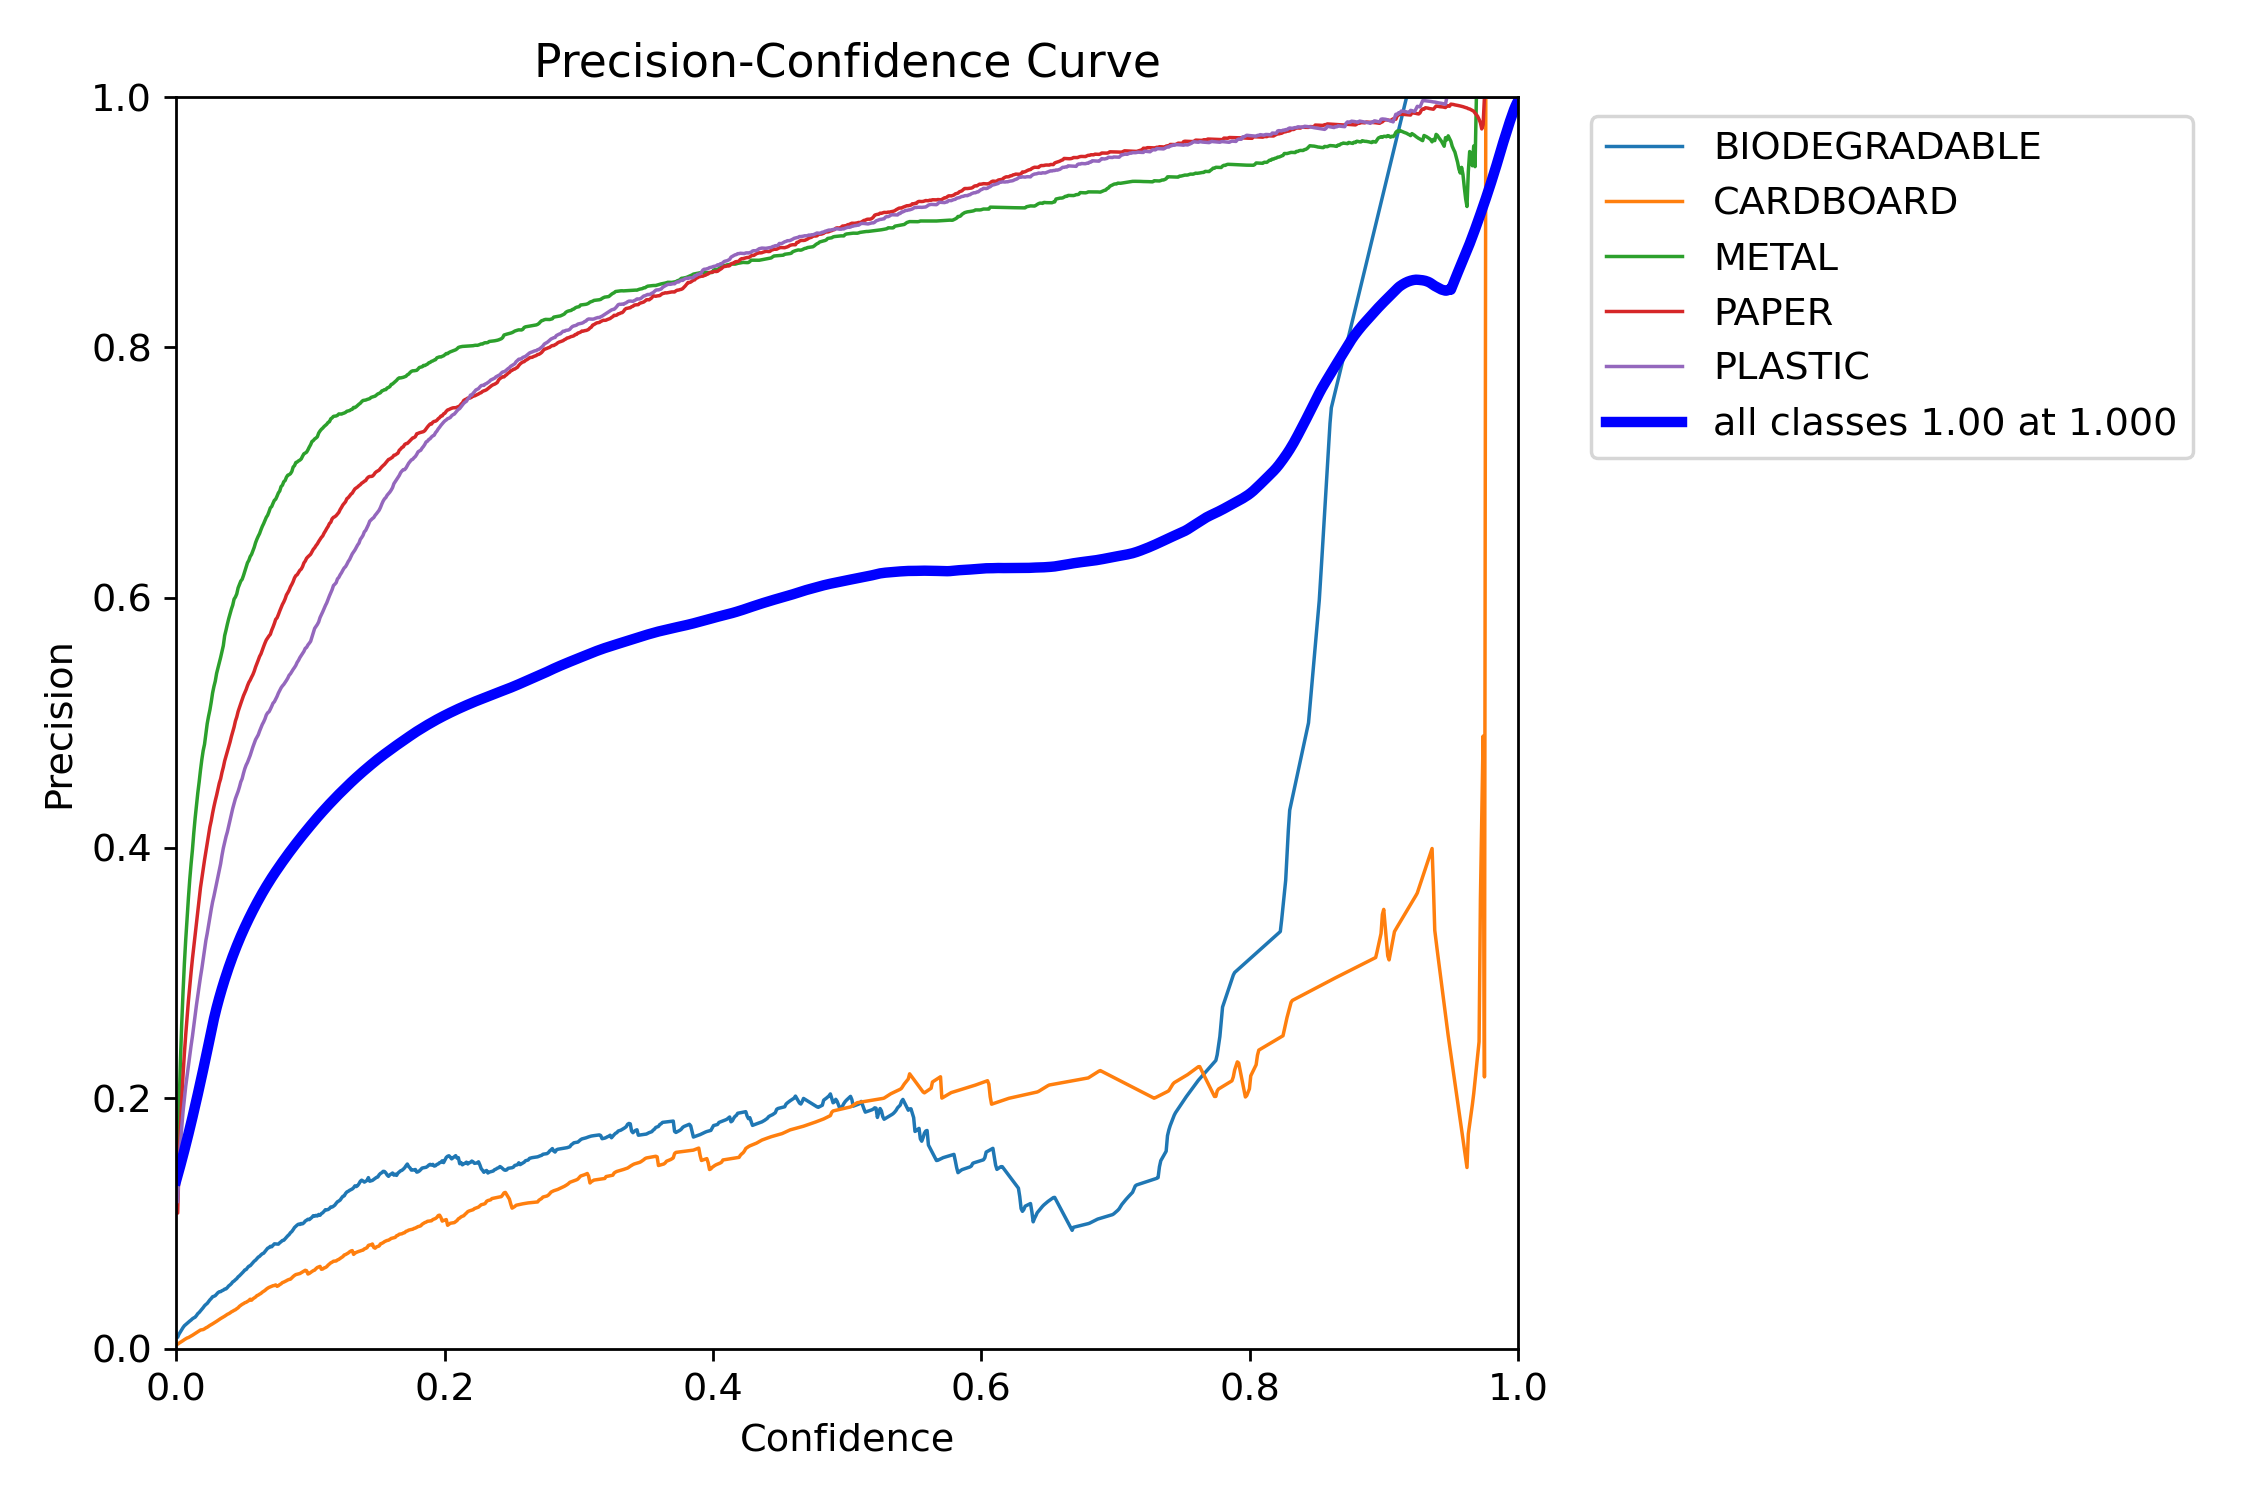 Precision-Confidence Curve
1.0
0.8
0.6
0.4
0.2
0.0
Precision
0.0 0.2 0.4 0.6 0.8 1.0
Confidence
BIODEGRADABLE
CARDBOARD
METAL
PAPER
PLASTIC
all classes 1.00 at 1.000